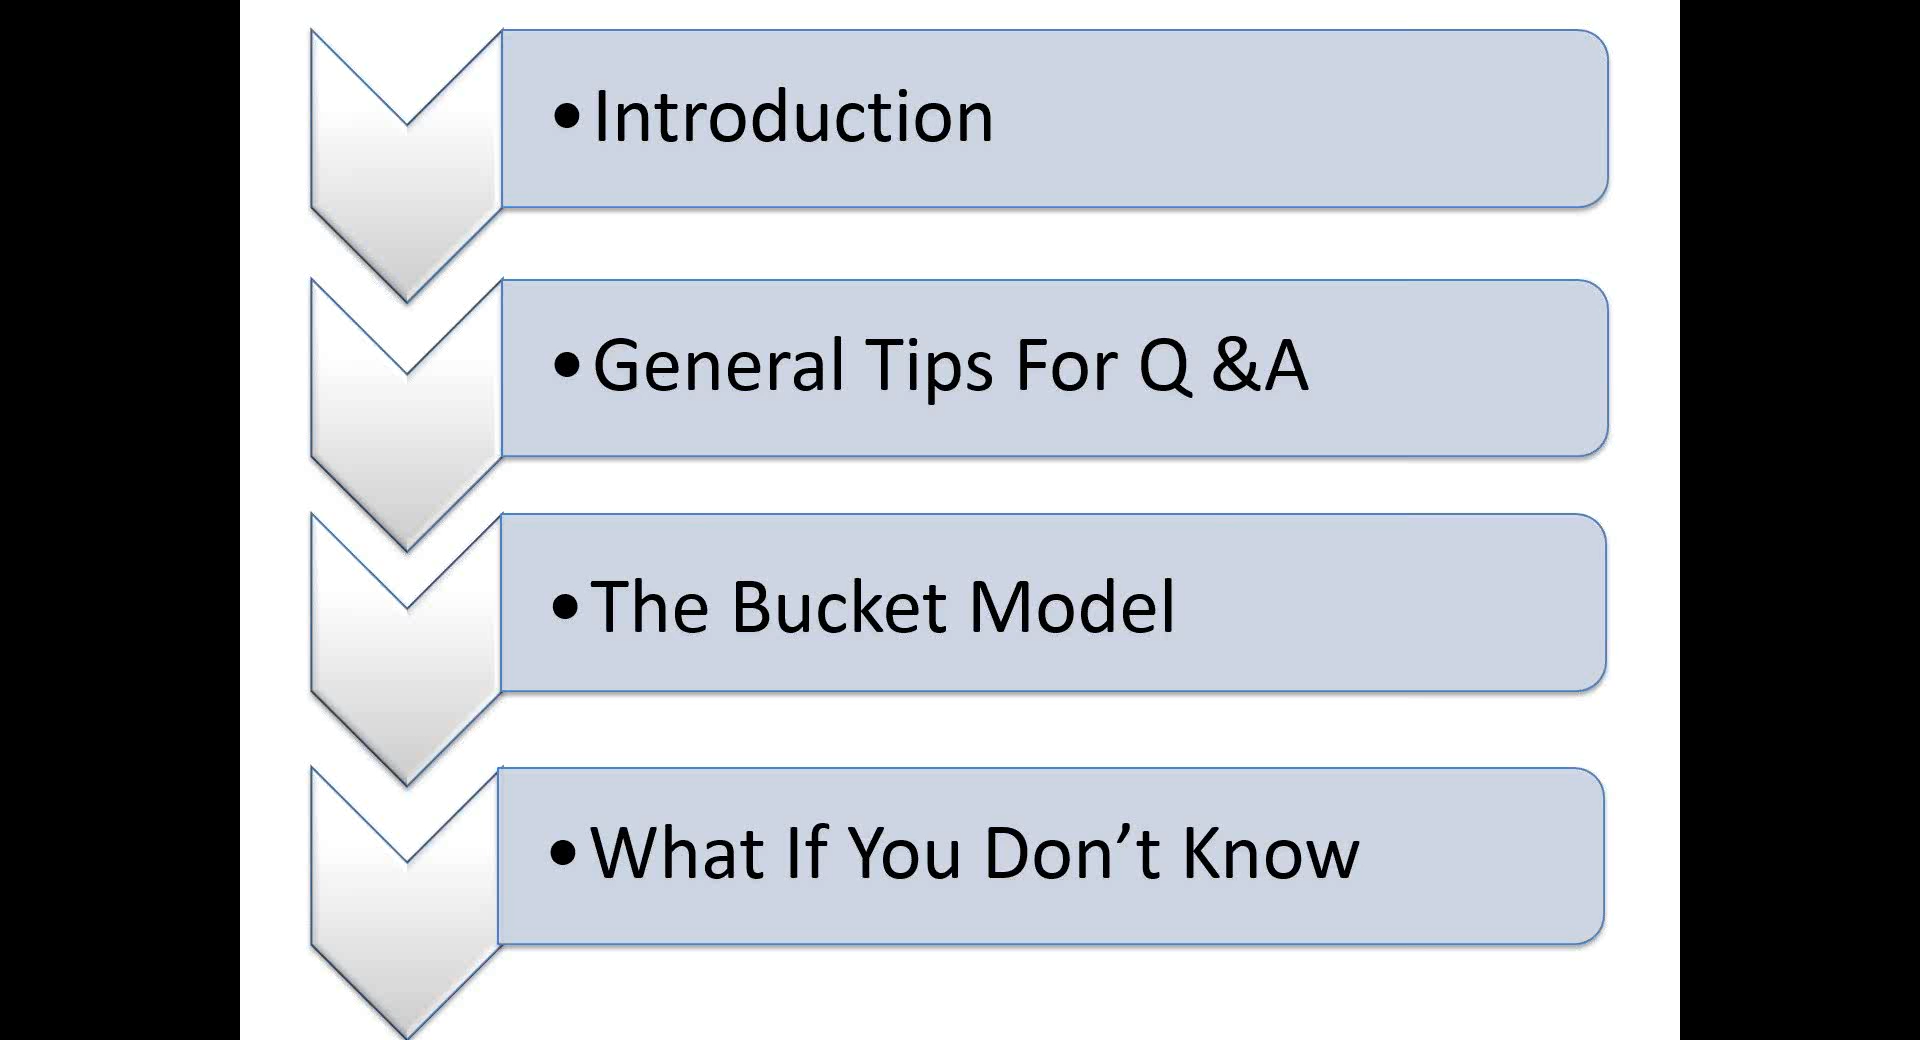 •Introduction
•General Tips For Q &A
•The Bucket Model
•What If You Don’t Know